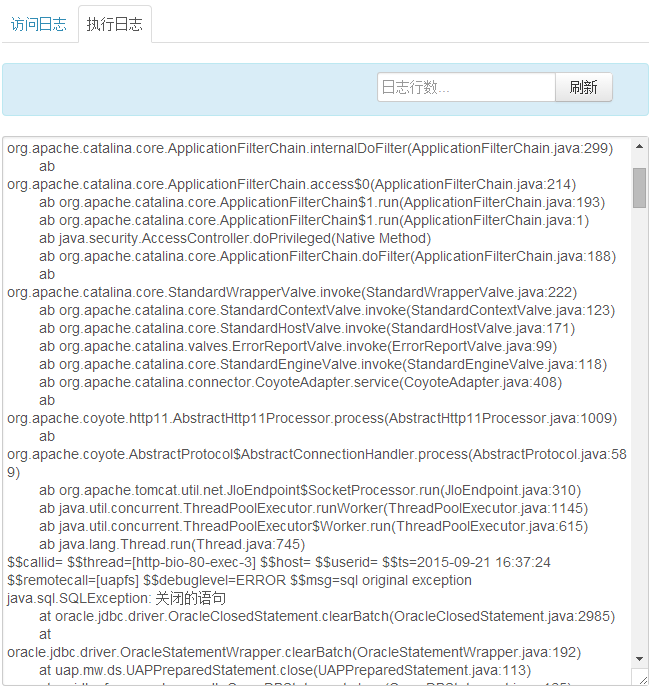 访问日志 执行日志
日志行数... 刷新
org.apache.catalina.core.ApplicationFilterChain.internalDoFilter(ApplicationFilterChain.java:299)
ab
org.apache.catalina.core.ApplicationFilterChain.access$0(ApplicationFilterChain.java:214)
ab org.apache.catalina.core.ApplicationFilterChain$1.run(ApplicationFilterChain.java:193)
ab org.apache.catalina.core.ApplicationFilterChain$1.run(ApplicationFilterChain.java:1)
ab java.security.AccessController.doPrivileged(Native Method)
ab org.apache.catalina.core.ApplicationFilterChain.doFilter(ApplicationFilterChain.java:188)
ab
org.apache.catalina.core.StandardWrapperValve.invoke(StandardWrapperValve.java:222)
ab org.apache.catalina.core.StandardContextValve.invoke(StandardContextValve.java:123)
ab org.apache.catalina.core.StandardHostValve.invoke(StandardHostValve.java:171)
ab org.apache.catalina.valves.ErrorReportValve.invoke(ErrorReportValve.java:99)
ab org.apache.catalina.core.StandardEngineValve.invoke(StandardEngineValve.java:118)
ab org.apache.catalina.connector.CoyoteAdapter.service(CoyoteAdapter.java:408)
ab
org.apache.coyote.http11.AbstractHttp11Processor.process(AbstractHttp11Processor.java:1009)
ab
org.apache.coyote.AbstractProtocol$AbstractConnectionHandler.process(AbstractProtocol.java:58
9)
ab org.apache.tomcat.util.net.JIoEndpoint$SocketProcessor.run(JIoEndpoint.java:310)
ab java.util.concurrent.ThreadPoolExecutor.runWorker(ThreadPoolExecutor.java:1145)
ab java.util.concurrent.ThreadPoolExecutor$Worker.run(ThreadPoolExecutor.java:615)
ab java.lang.Thread.run(Thread.java:745)
$$callid= $$thread=[http-bio-80-exec-3] $$host= $$userid= $$ts=2015-09-21 16:37:24
$$remotecall=[uapfs] $$debuglevel=ERROR $$msg=sql original exception
java.sql.SQLException: 关闭的语句
at oracle.jdbc.driver.OracleClosedStatement.clearBatch(OracleClosedStatement.java:2985)
at
oracle.jdbc.driver.OracleStatementWrapper.clearBatch(OracleStatementWrapper.java:192)
at uap.mw.ds.UAPPreparedStatement.close(UAPPreparedStatement.java:113)